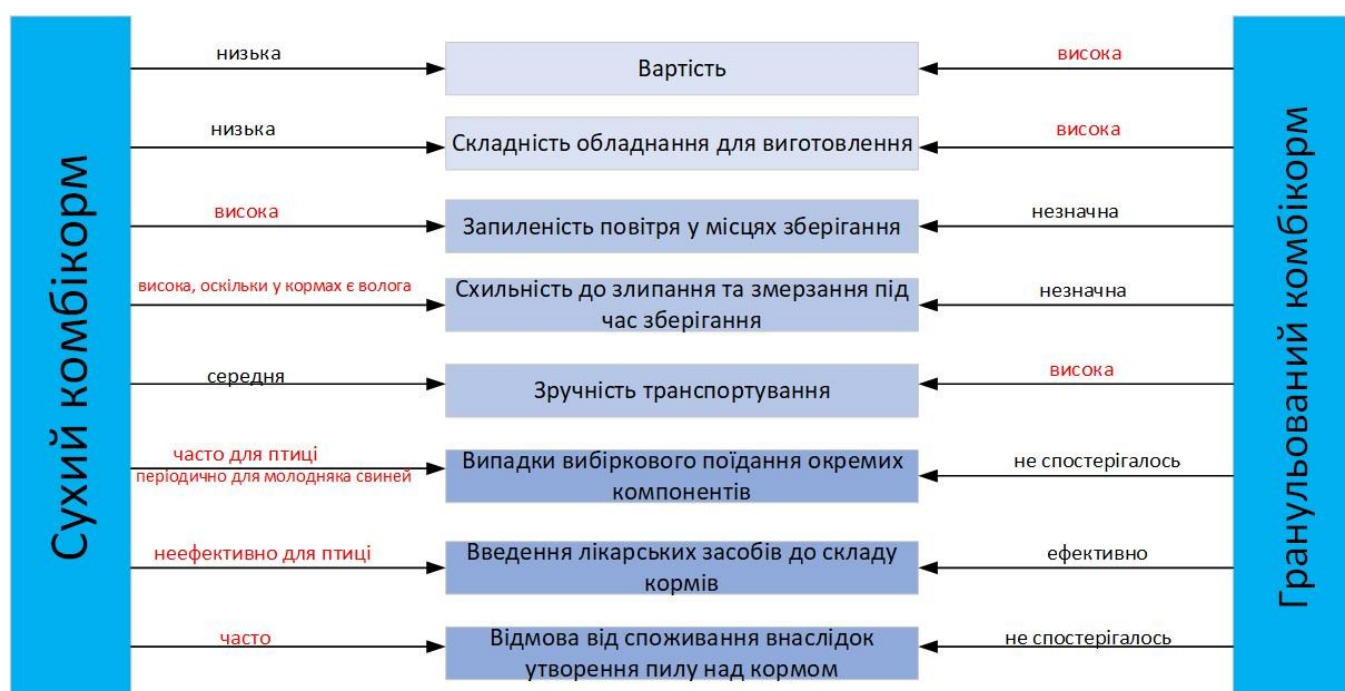 Сухий комбікорм
низька
Вартість
висока
низька
Складність обладнання для виготовлення
висока
висока
Запиленість повітря у місцях зберігання
незначна
висока, оскільки у кормах є волога
Схильність до злипання та змерзання під
час зберігання
незначна
середня
Зручність транспортування
висока
часто для птиці
періодично для молодняка свиней
Випадки вибіркового поїдання окремих
компонентів
не спостерігалось
неефективно для птиці
Введення лікарських засобів до складу
кормів
ефективно
часто
Відмова від споживання внаслідок
утворення пилу над кормом
не спостерігалось
Гранульований комбікорм